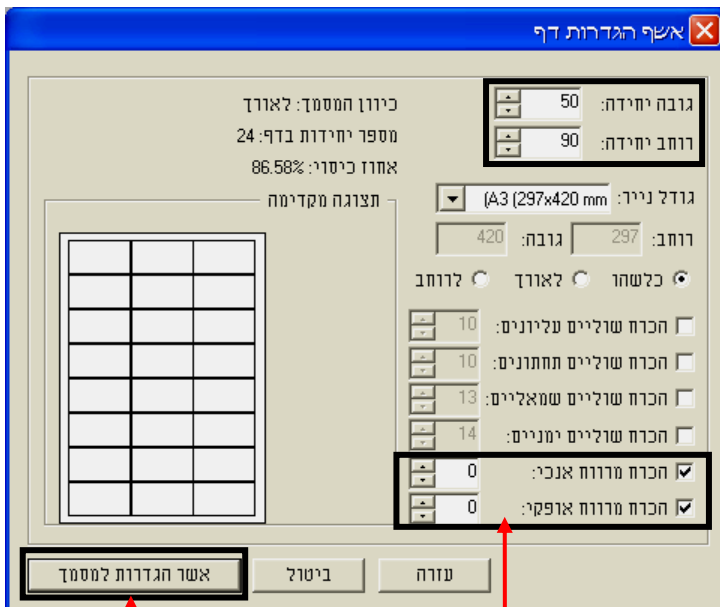 אשף הגדרות דף
גובה יחידה: 50
רוחב יחידה: 90
כיוון המסמך: לאורך
מספר יחידות בדף: 24
אחוז כיסוי: 86.58%
גודל נייר: (A3 (297x420 mm
רוחב: 297 גובה: 420
כלשהו לאורך לרוחב
הכרח שוליים עליונים: 10
הכרח שוליים תחתונים: 10
הכרח שוליים שמאליים: 13
הכרח שוליים ימניים: 14
הכרח מרווח אנכי: 0
הכרח מרווח אופקי: 0
תצוגה מקדימה
עזרה ביטול אשר הגדרות למסמך